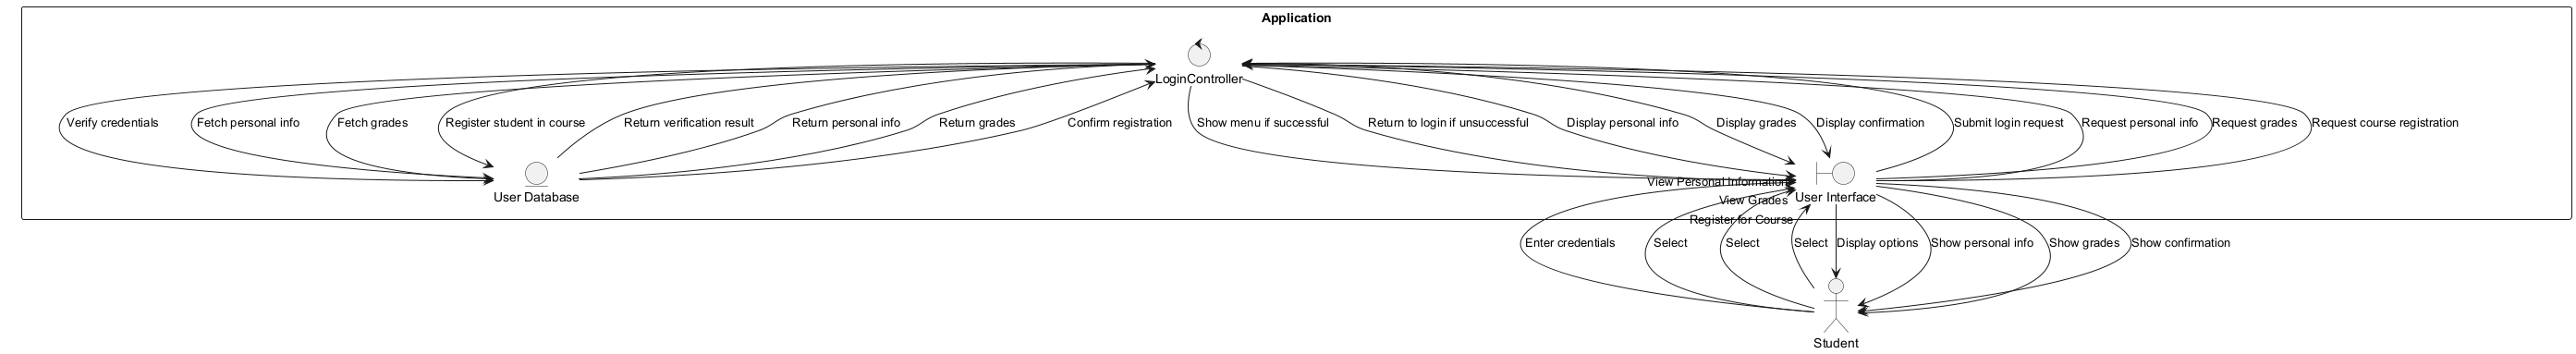 Application
LoginController
Verify credentials
Fetch personal info
Fetch grades
Register student in course
Return verification result
Return personal info
Return grades
Confirm registration
Show menu if successful
Return to login if unsuccessful
Display personal info
Display grades
Display confirmation
Submit login request
Request personal info
Request grades
Request course registration
User Database
View Personal Information
View Grades
Register for Course
User Interface
Enter credentials
Select
Select
Select
Display options
Show personal info
Show grades
Show confirmation
Student